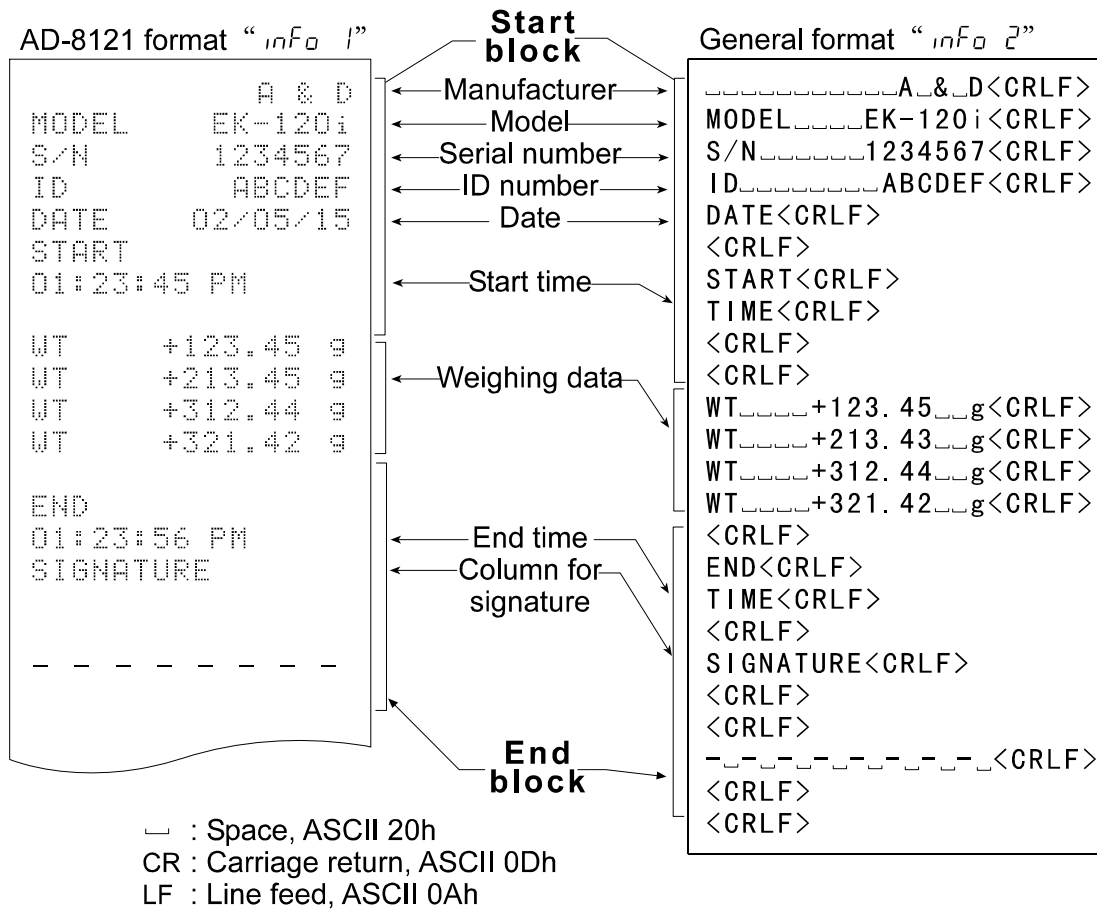 AD-8121 format “ info 1”
A & D
MODEL EK-120i
S/N 1234567
ID ABCDEF
DATE 02/05/15
START
01:23:45 PM
WT +123.45 g
WT +213.45 g
WT +312.44 g
WT +321.42 g
END
01:23:56 PM
SIGNATURE
_ _ _ _ _ _ _ _
Start
block
Manufacturer
Model
Serial number
ID number
Date
Start time
Weighing data
End time
Column for
signature
End
block
General format “ info 2”
␣␣␣␣␣␣␣␣␣␣␣A␣&␣D<CRLF>
MODEL␣␣␣␣EK-120i<CRLF>
S/N␣␣␣␣␣␣1234567<CRLF>
ID␣␣␣␣␣␣␣␣ABCDEF<CRLF>
DATE<CRLF>
<CRLF>
START<CRLF>
TIME<CRLF>
<CRLF>
<CRLF>
WT␣␣␣␣+123.45␣␣g<CRLF>
WT␣␣␣␣+213.43␣␣g<CRLF>
WT␣␣␣␣+312.44␣␣g<CRLF>
WT␣␣␣␣+321.42␣␣g<CRLF>
<CRLF>
END<CRLF>
TIME<CRLF>
<CRLF>
SIGNATURE<CRLF>
<CRLF>
<CRLF>
-␣-␣-␣-␣-␣-␣-␣-␣<CRLF>
<CRLF>
<CRLF>
␣ : Space, ASCII 20h
CR : Carriage return, ASCII 0Dh
LF : Line feed, ASCII 0Ah